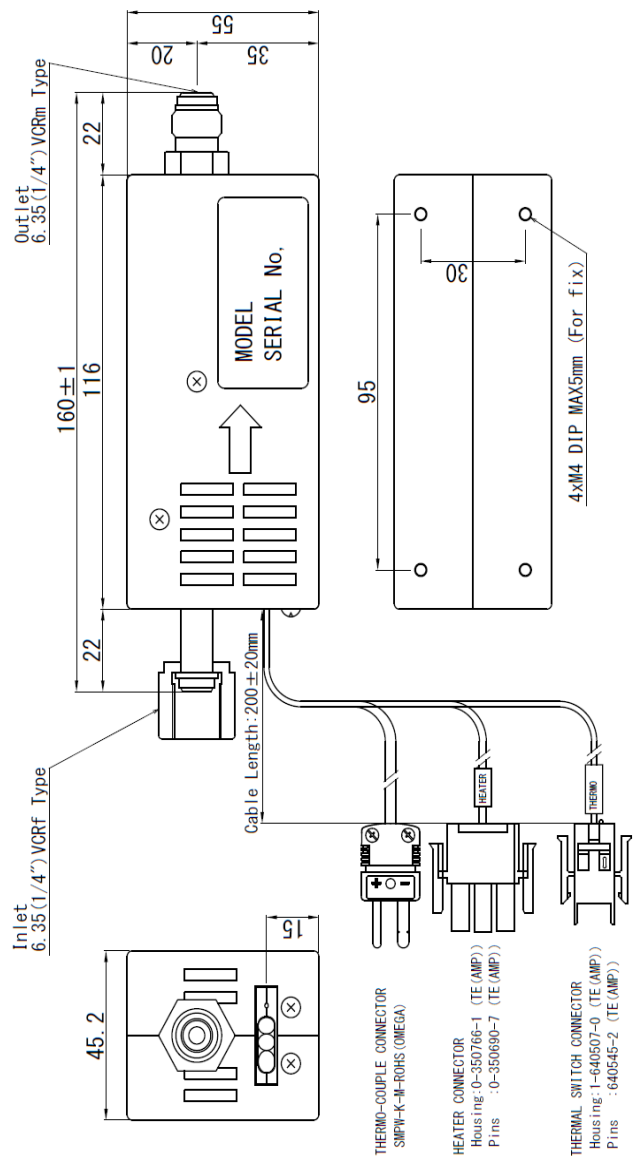 Inlet
6.35(1/4″)VCRf Type
Outlet
6.35(1/4″)VCRm Type
160±1
22
116
22
20
35
55
MODEL
SERIAL No,
45.2
15
Cable Length:200±20mm
95
30
4xM4 DIP MAX5mm (For fix)
HEATER
THERMO
THERMO-COUPLE CONNECTOR
SMPW-K-M-ROHS(OMEGA)
HEATER CONNECTOR
Housing:0-350766-1 (TE(AMP))
Pins :0-350690-7 (TE(AMP))
THERMAL SWITCH CONNECTOR
Housing:1-640507-0 (TE(AMP))
Pins :640545-2 (TE(AMP))